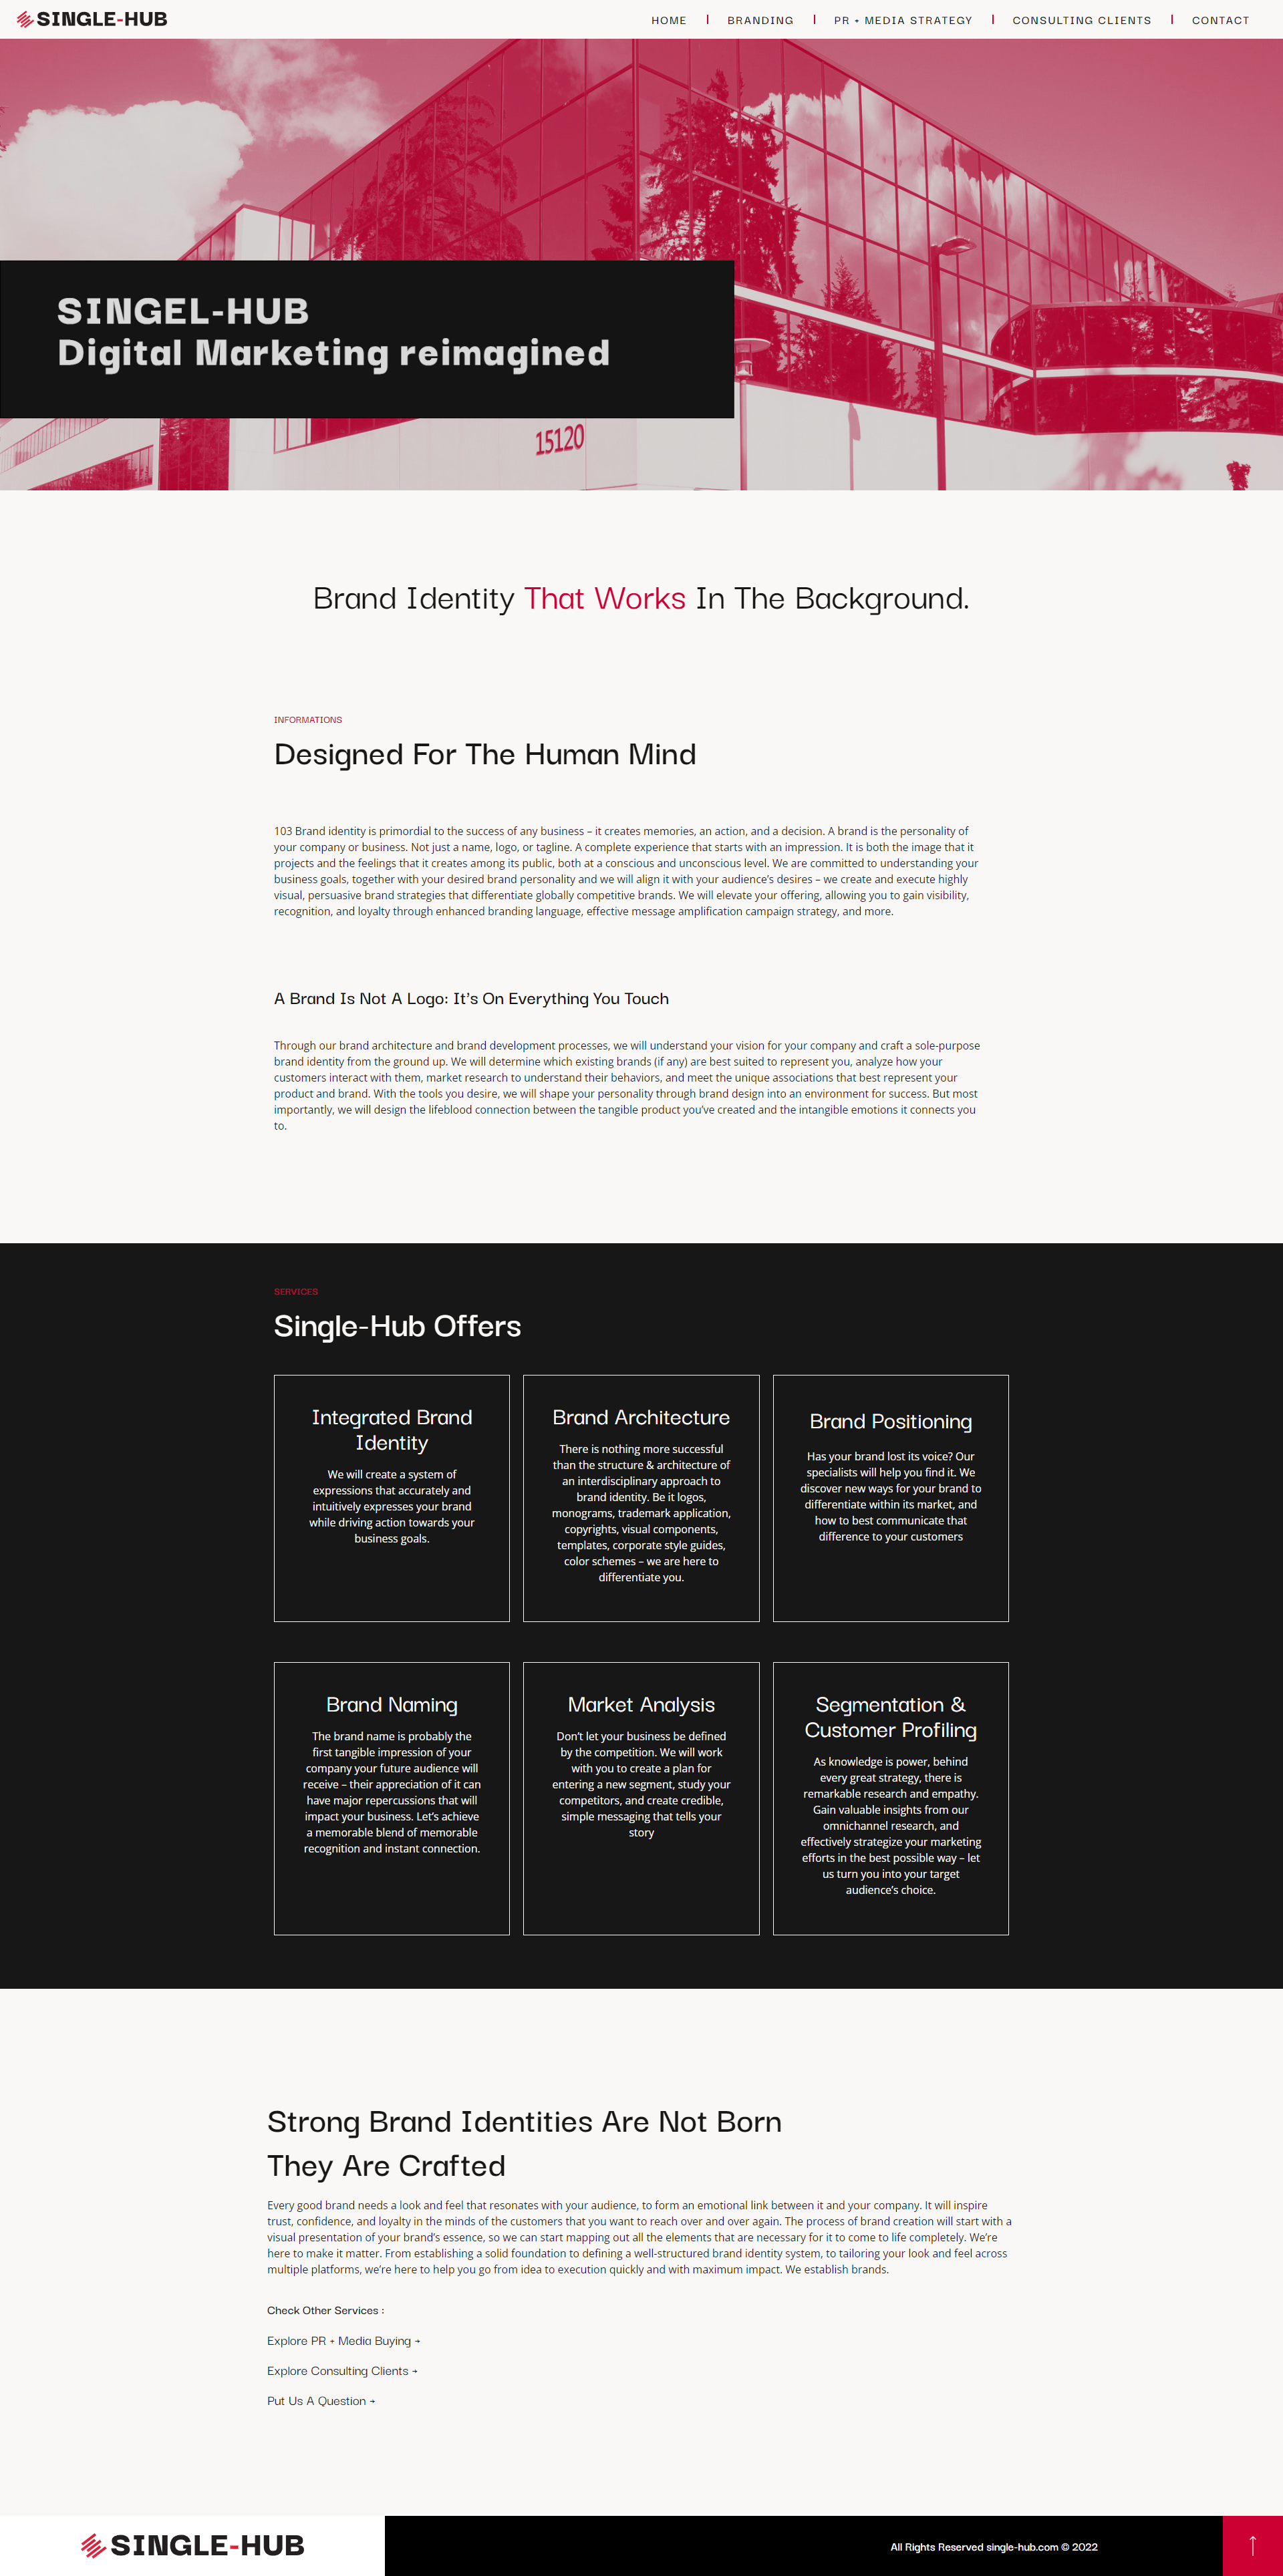 SINGLE-HUB
HOME
BRANDING
PR + MEDIA STRATEGY
CONSULTING CLIENTS
CONTACT
SINGEL-HUB
Digital Marketing reimagined
15120
Brand Identity That Works In The Background.
INFORMATIONS
Designed For The Human Mind
103 Brand identity is primordial to the success of any business – it creates memories, an action, and a decision. A brand is the personality of
your company or business. Not just a name, logo, or tagline. A complete experience that starts with an impression. It is both the image that it
projects and the feelings that it creates among its public, both at a conscious and unconscious level. We are committed to understanding your
business goals, together with your desired brand personality and we will align it with your audience’s desires – we create and execute highly
visual, persuasive brand strategies that differentiate globally competitive brands. We will elevate your offering, allowing you to gain visibility,
recognition, and loyalty through enhanced branding language, effective message amplification campaign strategy, and more.
A Brand Is Not A Logo: It’s On Everything You Touch
Through our brand architecture and brand development processes, we will understand your vision for your company and craft a sole-purpose
brand identity from the ground up. We will determine which existing brands (if any) are best suited to represent you, analyze how your
customers interact with them, market research to understand their behaviors, and meet the unique associations that best represent your
product and brand. With the tools you desire, we will shape your personality through brand design into an environment for success. But most
importantly, we will design the lifeblood connection between the tangible product you’ve created and the intangible emotions it connects you
to.
SERVICES
Single-Hub Offers
Integrated Brand
Identity
We will create a system of
expressions that accurately and
intuitively expresses your brand
while driving action towards your
business goals.
Brand Architecture
There is nothing more successful
than the structure & architecture of
an interdisciplinary approach to
brand identity. Be it logos,
monograms, trademark application,
copyrights, visual components,
templates, corporate style guides,
color schemes – we are here to
differentiate you.
Brand Positioning
Has your brand lost its voice? Our
specialists will help you find it. We
discover new ways for your brand to
differentiate within its market, and
how to best communicate that
difference to your customers
Brand Naming
The brand name is probably the
first tangible impression of your
company your future audience will
receive – their appreciation of it can
have major repercussions that will
impact your business. Let’s achieve
a memorable blend of memorable
recognition and instant connection.
Market Analysis
Don’t let your business be defined
by the competition. We will work
with you to create a plan for
entering a new segment, study your
competitors, and create credible,
simple messaging that tells your
story
Segmentation &
Customer Profiling
As knowledge is power, behind
every great strategy, there is
remarkable research and empathy.
Gain valuable insights from our
omnichannel research, and
effectively strategize your marketing
efforts in the best possible way – let
us turn you into your target
audience’s choice.
Strong Brand Identities Are Not Born
They Are Crafted
Every good brand needs a look and feel that resonates with your audience, to form an emotional link between it and your company. It will inspire
trust, confidence, and loyalty in the minds of the customers that you want to reach over and over again. The process of brand creation will start with a
visual presentation of your brand’s essence, so we can start mapping out all the elements that are necessary for it to come to life completely. We’re
here to make it matter. From establishing a solid foundation to defining a well-structured brand identity system, to tailoring your look and feel across
multiple platforms, we’re here to help you go from idea to execution quickly and with maximum impact. We establish brands.
Check Other Services :
Explore PR + Media Buying →
Explore Consulting Clients →
Put Us A Question →
SINGLE-HUB
All Rights Reserved single-hub.com © 2022